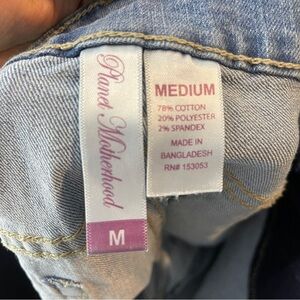 Planet Motherhood
M
MEDIUM
78% COTTON
20% POLYESTER
2% SPANDEX
MADE IN
BANGLADESH
RN# 153053